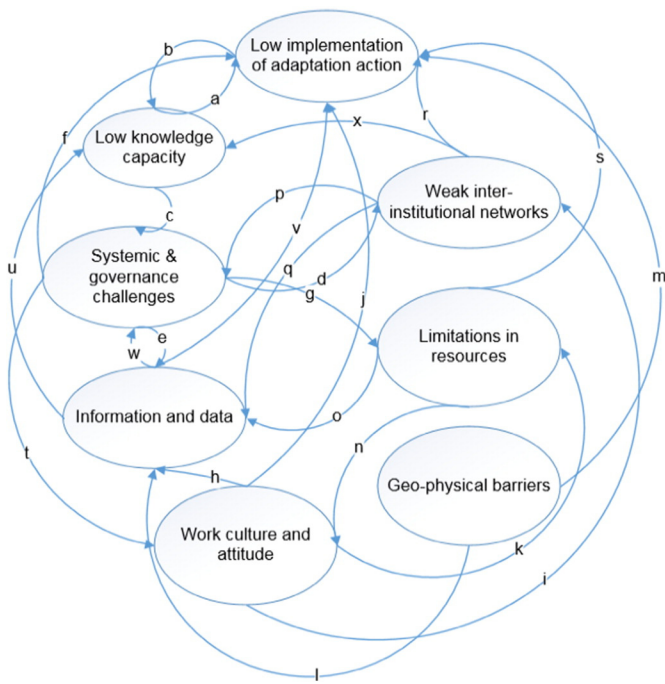 Low implementation
of adaptation action
b
a
f
Low knowledge
capacity
x
r
s
Weak inter-
institutional networks
p
c
v
Systemic &
governance
challenges
u
q
d
g
j
m
Limitations in
resources
w
e
Information and data
o
n
t
h
Geo-physical barriers
Work culture and
attitude
k
i
l